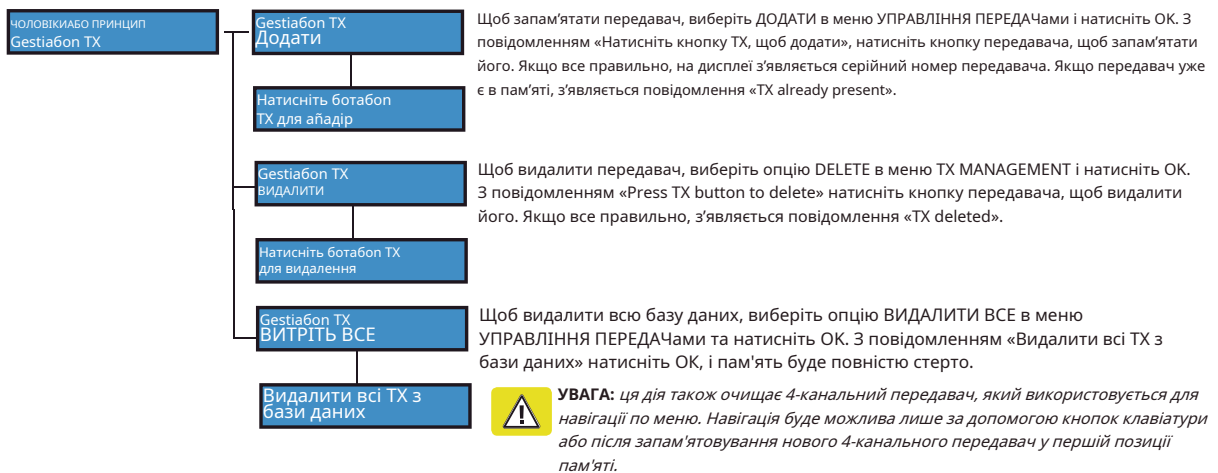 ЧОЛОВІКИАБО ПРИНЦИП
Gestiaбon TX
Gestiaбon TX
Додати
Щоб запам’ятати передавач, виберіть ДОДАТИ в меню УПРАВЛІННЯ ПЕРЕДАЧами і натисніть OK. З
повідомленням «Натисніть кнопку TX, щоб додати», натисніть кнопку передавача, щоб запам’ятати
його. Якщо все правильно, на дисплеї з’являється серійний номер передавача. Якщо передавач уже
є в пам’яті, з’являється повідомлення «TX already present».
Натисніть ботабon
TX для añадір
Gestiaбon TX
ВИДАЛИТИ
Щоб видалити передавач, виберіть опцію DELETE в меню TX MANAGEMENT і натисніть OK.
З повідомленням «Press TX button to delete» натисніть кнопку передавача, щоб видалити
його. Якщо все правильно, з’являється повідомлення «TX deleted».
Натисніть ботабon TX
для видалення
Gestiaбon TX
ВИТРІТЬ ВСЕ
Щоб видалити всю базу даних, виберіть опцію ВИДАЛИТИ ВСЕ в меню
УПРАВЛІННЯ ПЕРЕДАЧами та натисніть OK. З повідомленням «Видалити всі TX з
бази даних» натисніть ОК, і пам'ять буде повністю стерто.
Видалити всі TX з
бази даних
УВАГА: ця дія також очищає 4-канальний передавач, який використовується для
навігації по меню. Навігація буде можлива лише за допомогою кнопок клавіатури
або після запам'ятовування нового 4-канального передавач у першій позиції
пам'яті.